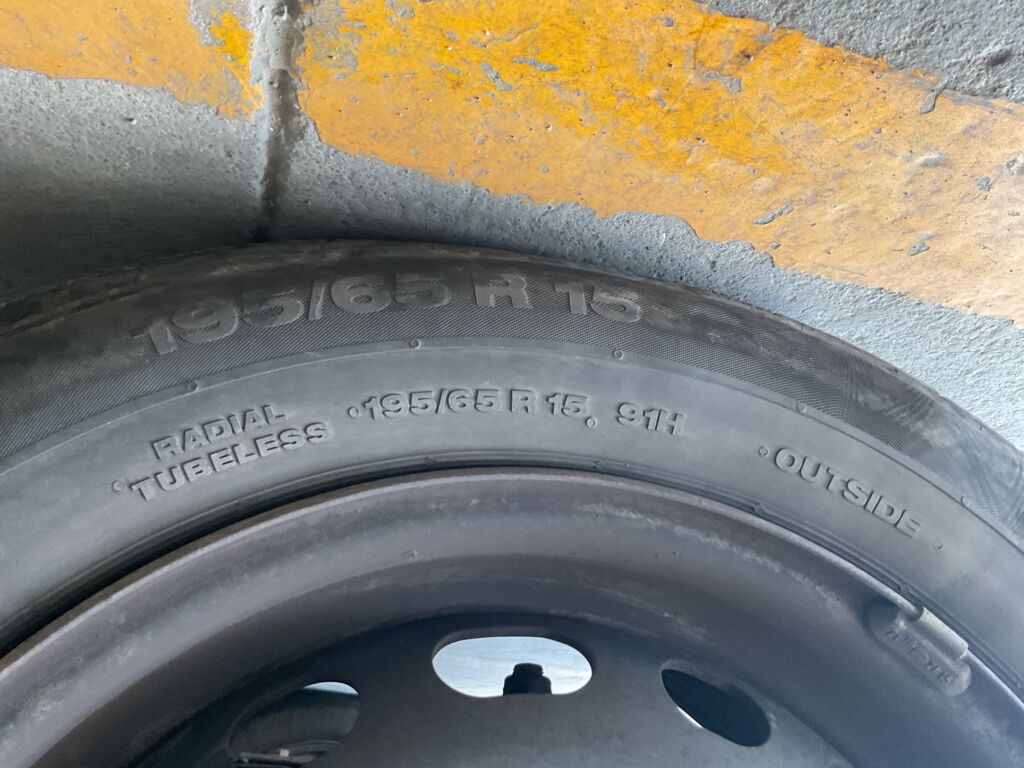 195/65 R 15
RADIAL
TUBELESS
195/65 R 15 91H
OUTSIDE